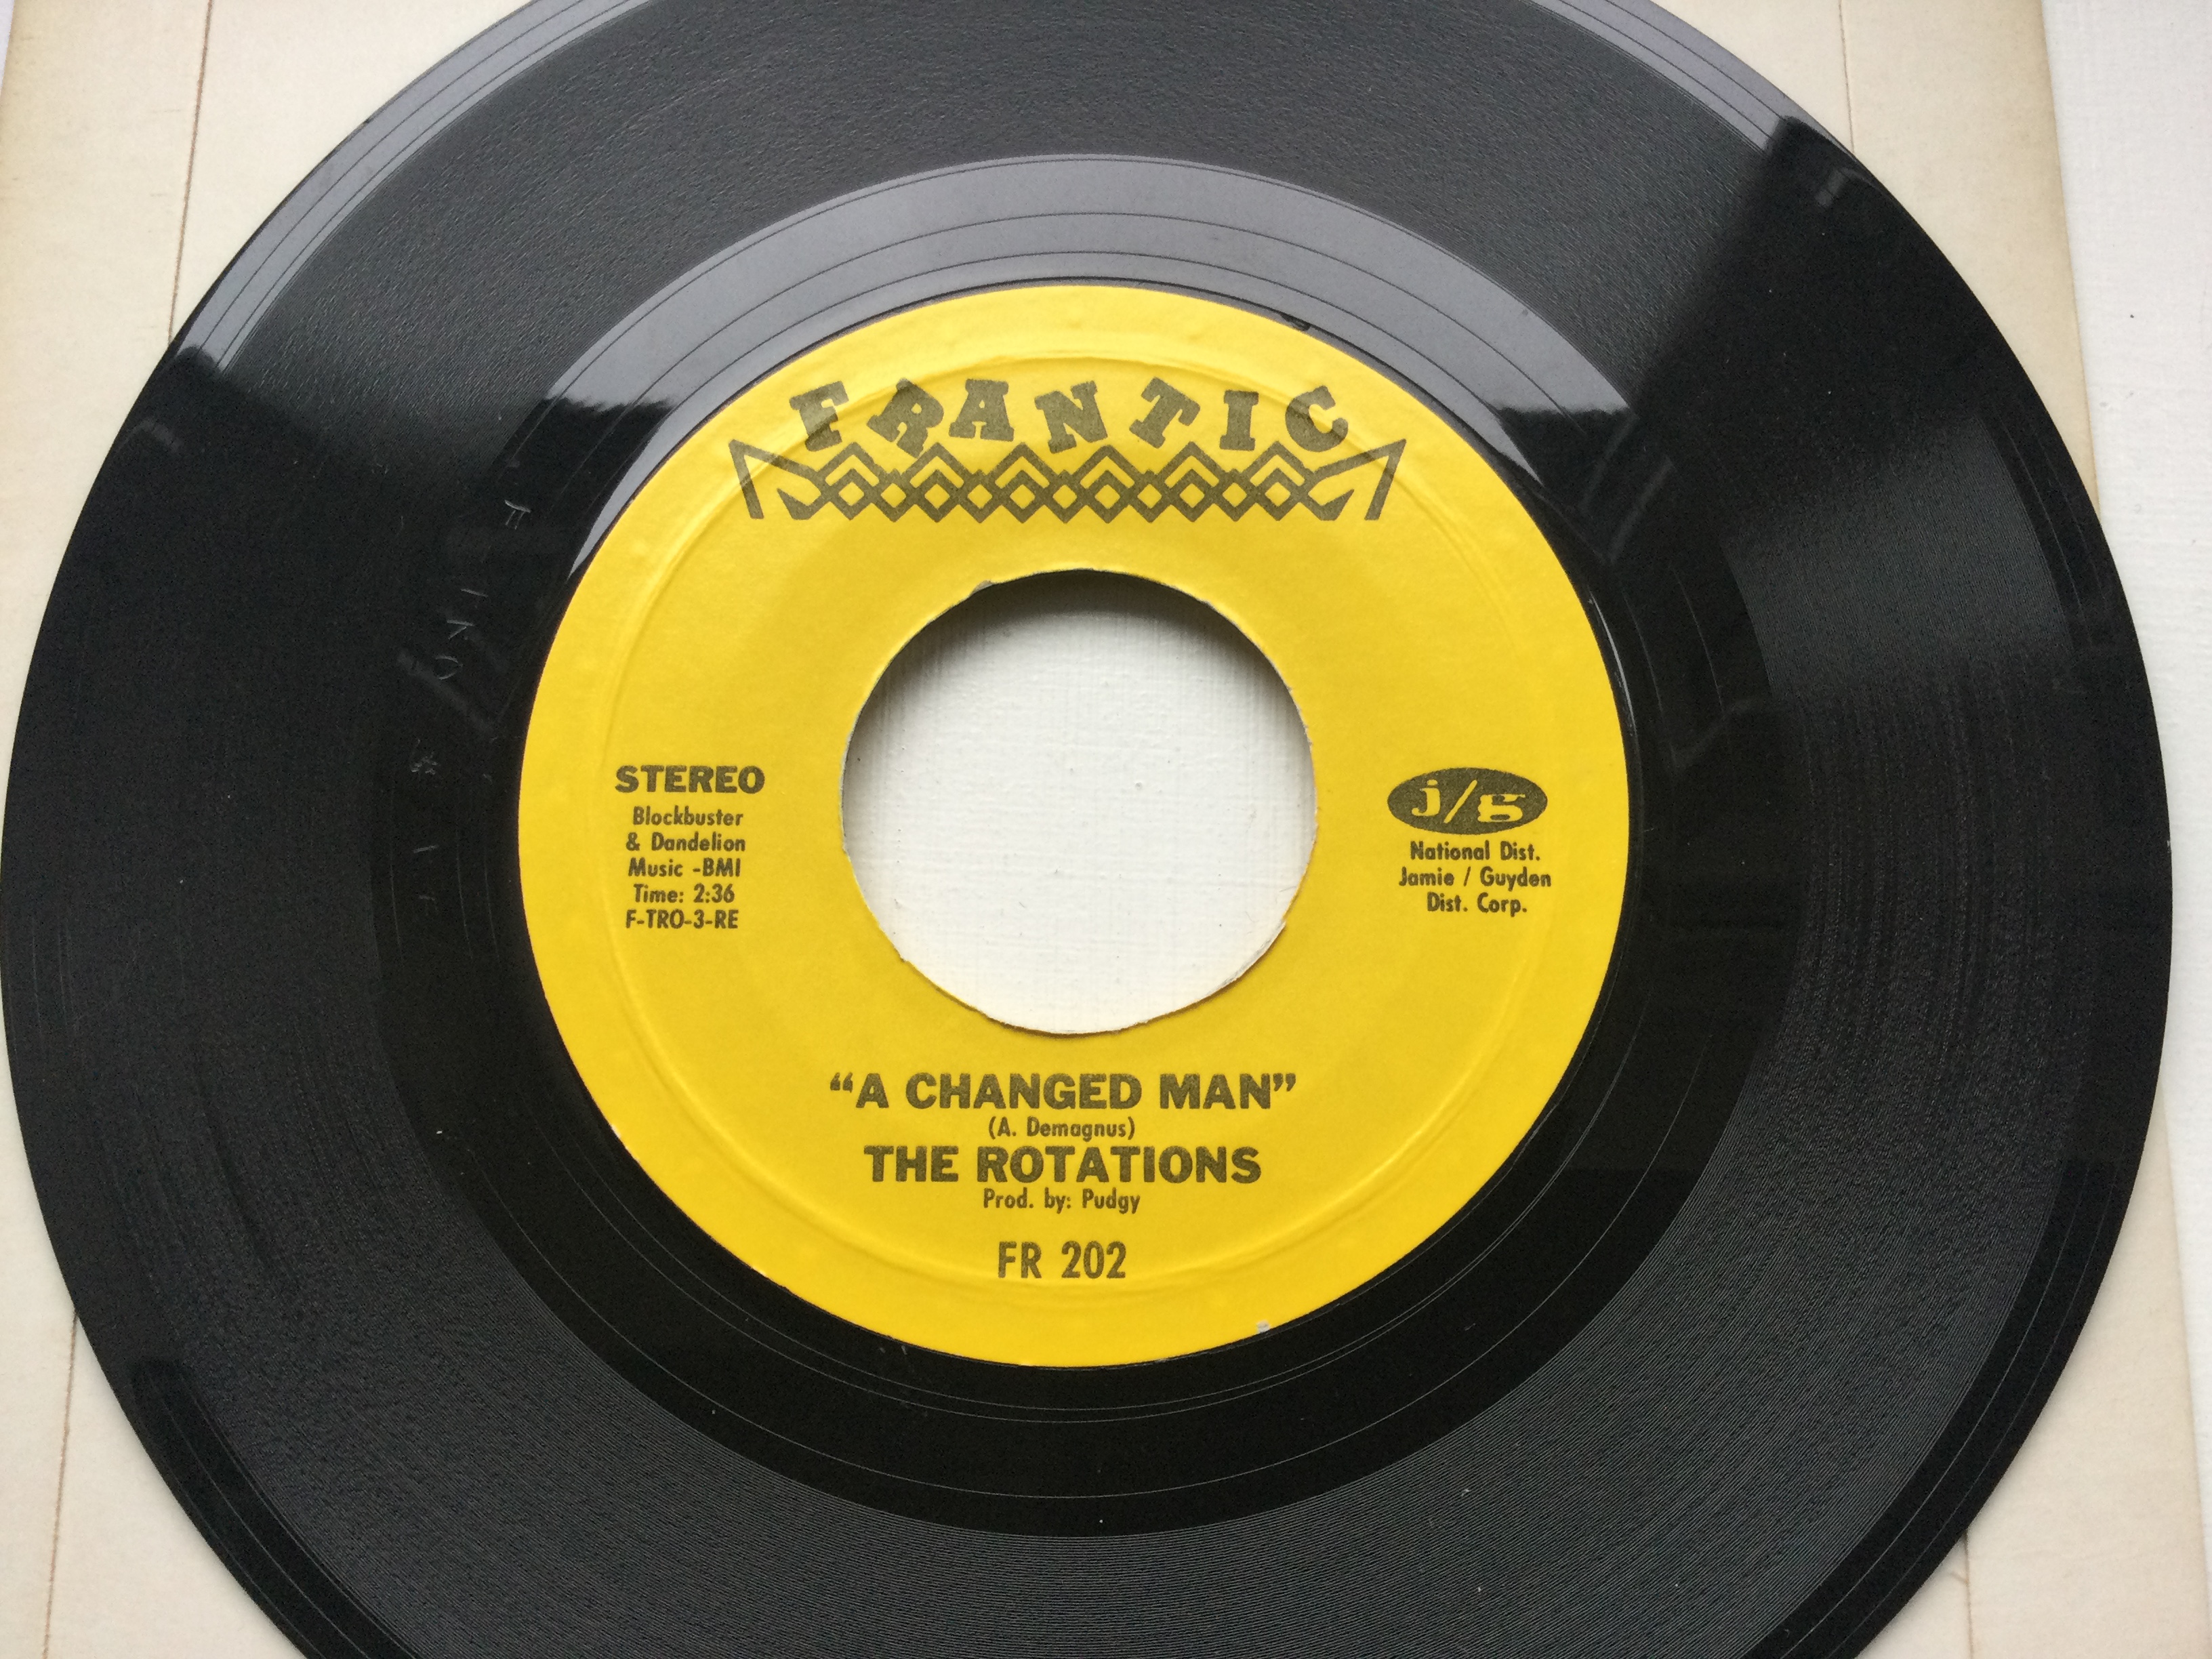 FRANTIC
STEREO
Blockbuster
& Dandelion
Music -BMI
Time: 2:36
F-TRO-3-RE
j/g
National Dist.
Jamie / Guyden
Dist. Corp.
“A CHANGED MAN”
(A. Demagnus)
THE ROTATIONS
Prod. by: Pudgy
FR 202